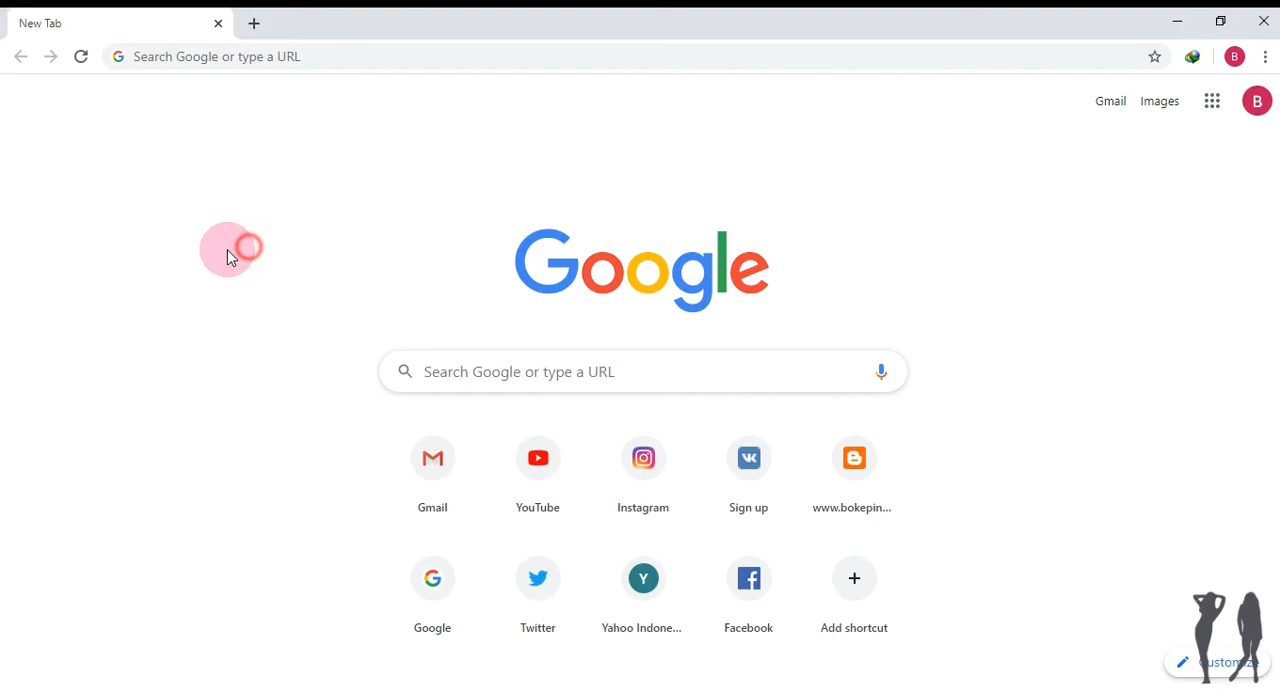 New Tab
Search Google or type a URL
B
Gmail Images B
Google
Search Google or type a URL
Gmail YouTube Instagram Sign up www.bokepin...
Y
Google Twitter Yahoo Indone... Facebook Add shortcut
Customize